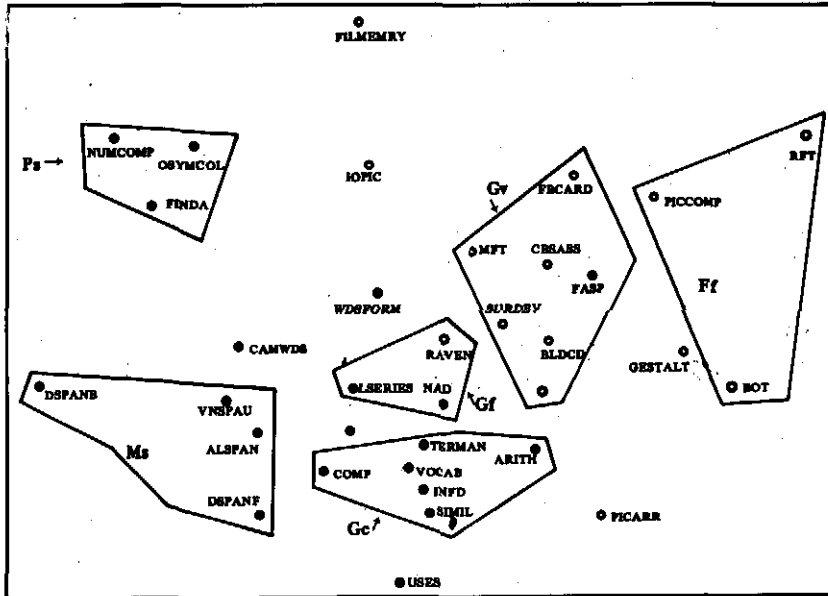 FILMEMRY
RFT
NUMCOMP
OSYMCOL
Ps →
IOPIC
FBCARD
Gv
PICCOMP
FINDA
MFT
CBSABS
FASP
Ff
WDSFORM
SURDEV
CAMWDS
RAVEN
BLDCD
GESTALT
DSPANB
LSERIES
NAD
BOT
VNSPAU
Gf
ALSPAN
Ms
TERMAN
ARITH
COMP
VOCAB
INFD
DSPANF
SIMIL
PICARR
Gc
USES